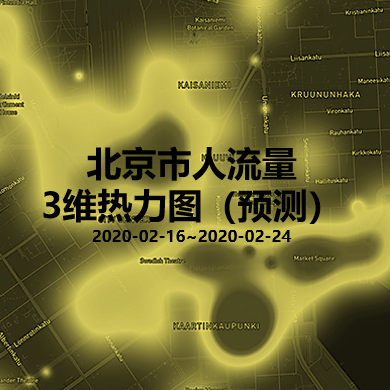 Kaisaniemi
Botanical Garden
Kristianinkatu
Liisankatu
KAISANIEMI
KRUUNUNHAKA
Maneesikatu
Vironkatu
Rauhankatu
Kirkkokatu
北京市人流量
3维热力图（预测）
2020-02-16~2020-02-24
Swedish Theatre
Market Square
KAARTINKAUPUNKI
Lönnrotinkatu